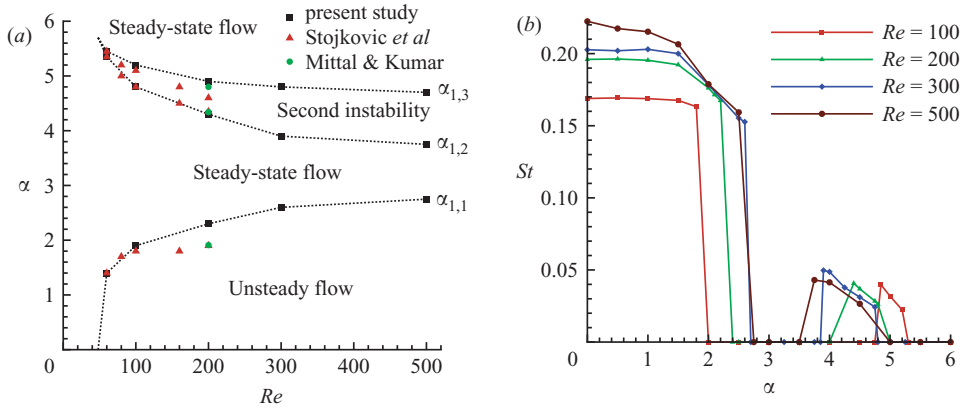 (a)
Steady-state flow
present study
Stojkovic et al
Mittal & Kumar
α1,3
Second instability
α1,2
Steady-state flow
α1,1
Unsteady flow
α
6
5
4
3
2
1
0
100
200
300
400
500
Re
(b)
Re = 100
Re = 200
Re = 300
Re = 500
St
0.20
0.15
0.10
0.05
0
1
2
3
4
5
6
α